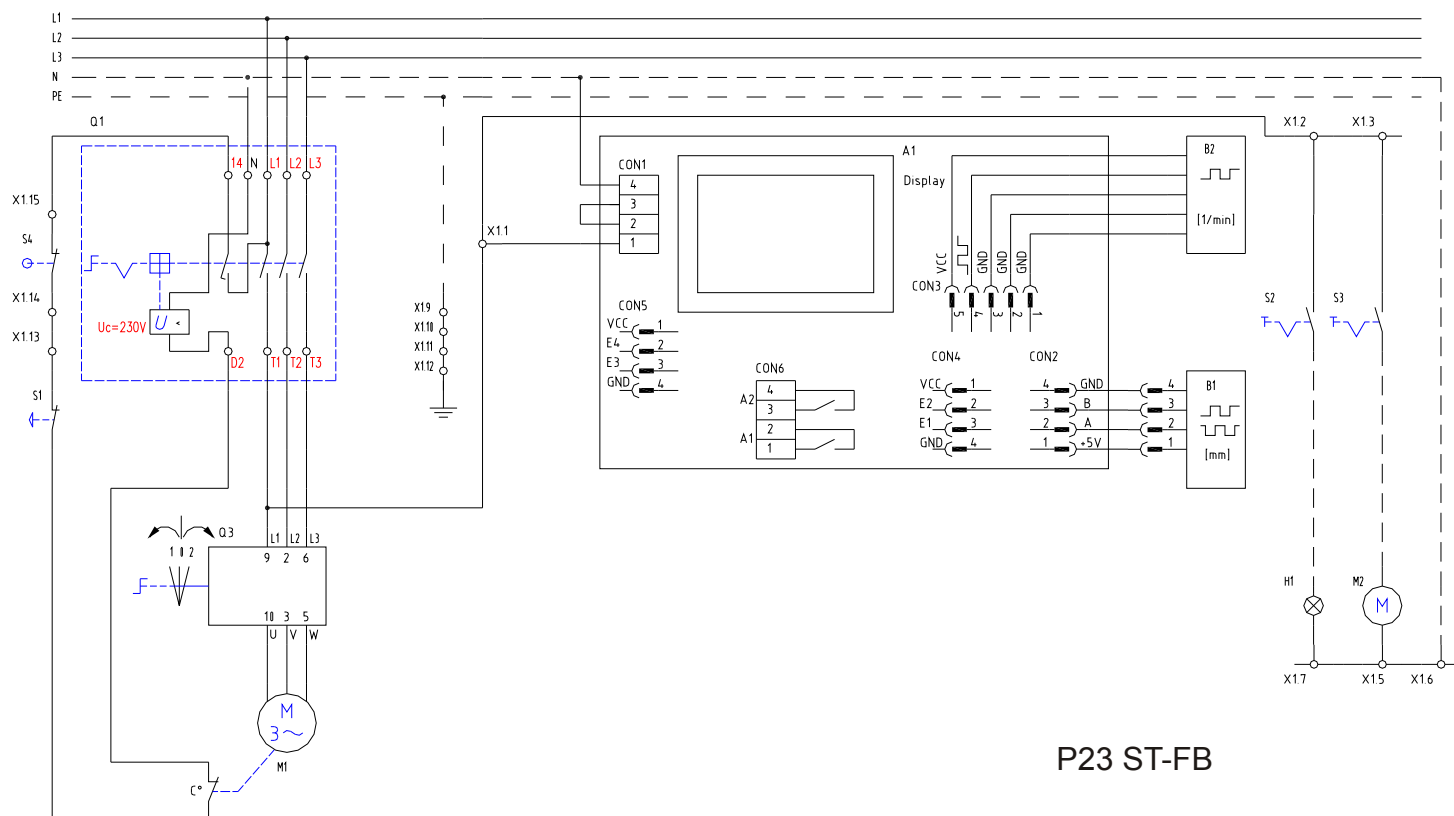 L1
L2
L3
N
PE
Q1
14 N L1 L2 L3
X1.15
S4
X1.14
X1.13
Uc=230V
U <
D2 T1 T2 T3
S1
X1.9
X1.10
X1.11
X1.12
X1.1
CON1
4
3
2
1
A1
Display
CON5
VCC 1
E4 2
E3 3
GND 4
CON6
A2 4
3
A1 2
1
VCC GND GND GND
CON3
5 4 3 2 1
CON4
VCC 1
E2 2
E1 3
GND 4
CON2
4 GND 4
3 B 3
2 A 2
1 +5V 1
B2
[1/min]
B1
[mm]
X1.2 X1.3
S2 S3
H1 M2
M
X1.7 X1.5 X1.6
Q3
1 0 2
L1 L2 L3
9 2 6
10 3 5
U V W
M
3~
M1
C°
P23 ST-FB